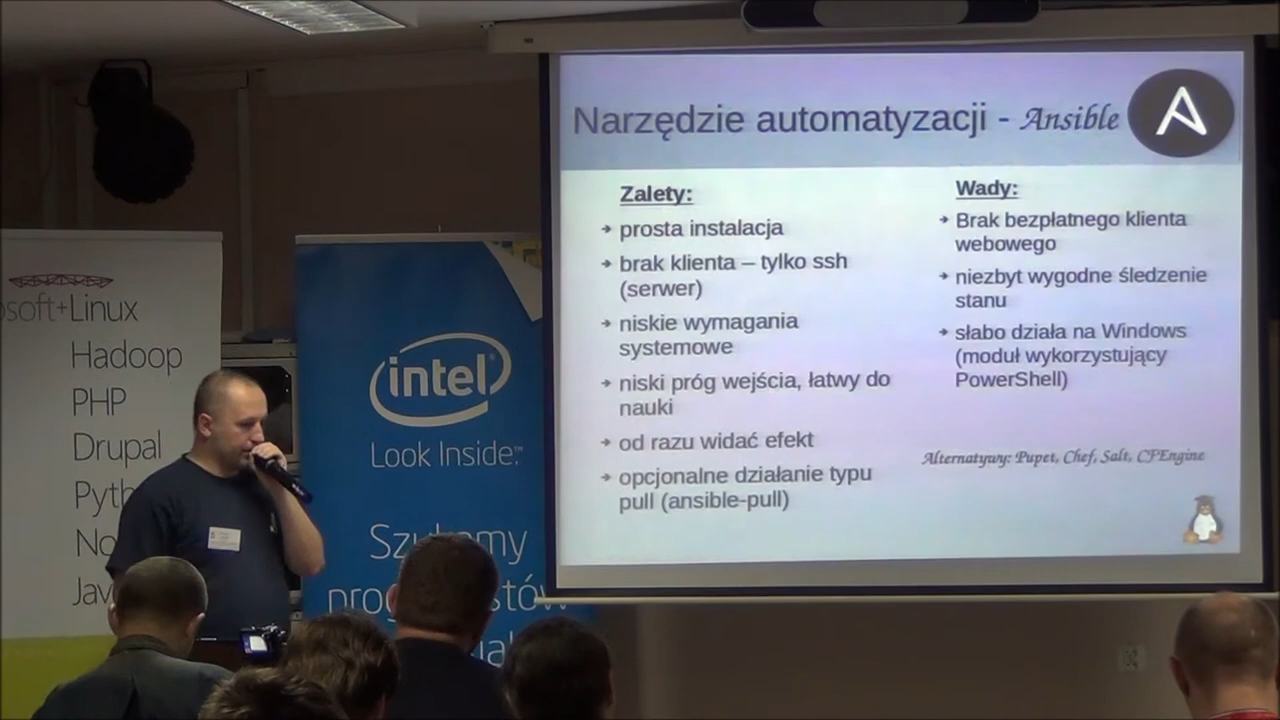 Narzędzie automatyzacji - Ansible
Zalety:
prosta instalacja
brak klienta – tylko ssh
(serwer)
niskie wymagania
systemowe
niski próg wejścia, łatwy do
nauki
od razu widać efekt
opcjonalne działanie typu
pull (ansible-pull)
Wady:
Brak bezpłatnego klienta
webowego
niezbyt wygodne śledzenie
stanu
słabo działa na Windows
(moduł wykorzystujący
PowerShell)
Alternatywy: Pupet, Chef, Salt, CFEngine
osoft+Linux
Hadoop
PHP
Drupal
Pyth
No
Jav
intel
Look Inside.™